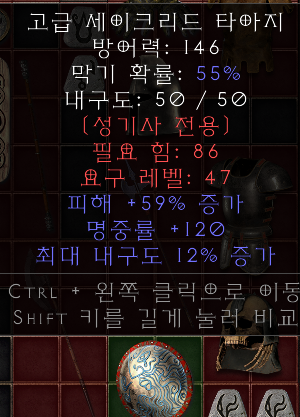 고급 세이크리드 타아지
방어력: 146
막기 확률: 55%
내구도: 50 / 50
(성기사 전용)
필요 힘: 86
요구 레벨: 47
피해 +59% 증가
명중률 +120
최대 내구도 12% 증가
CTRL + 왼쪽 클릭으로 이동
SHIFT 키를 길게 눌러 비교